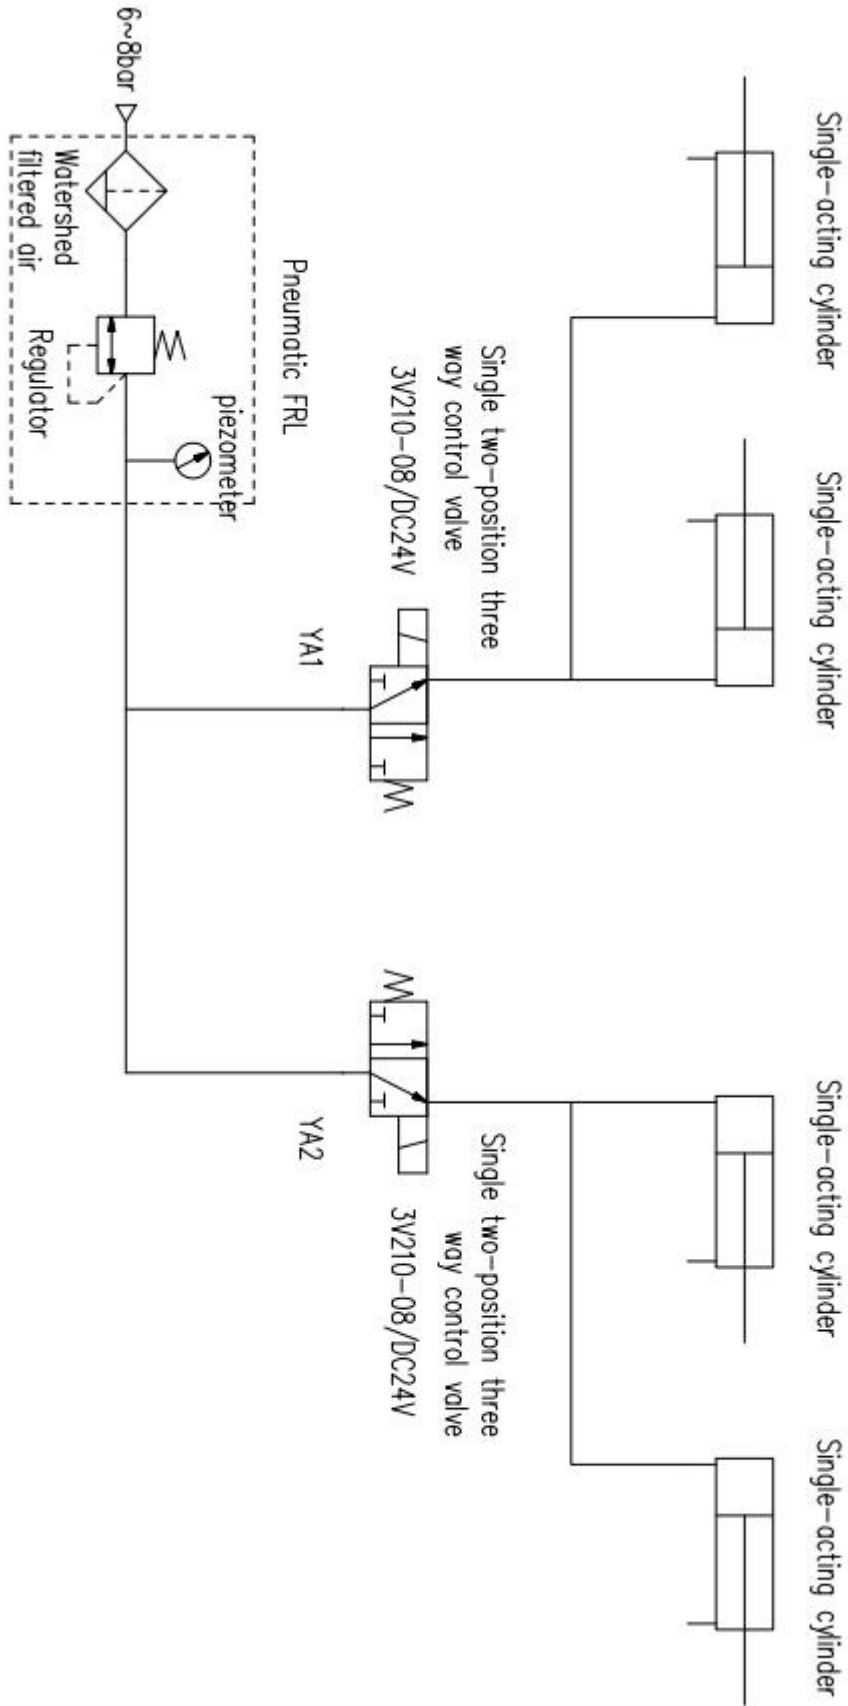 Single-acting cylinder
Single-acting cylinder
Single-acting cylinder
Single-acting cylinder
Single two-position three
way control valve
3V210-08/DC24V
YA1
Single two-position three
way control valve
3V210-08/DC24V
YA2
Pneumatic FRL
piezometer
6~8bar
Watershed
filtered air
Regulator